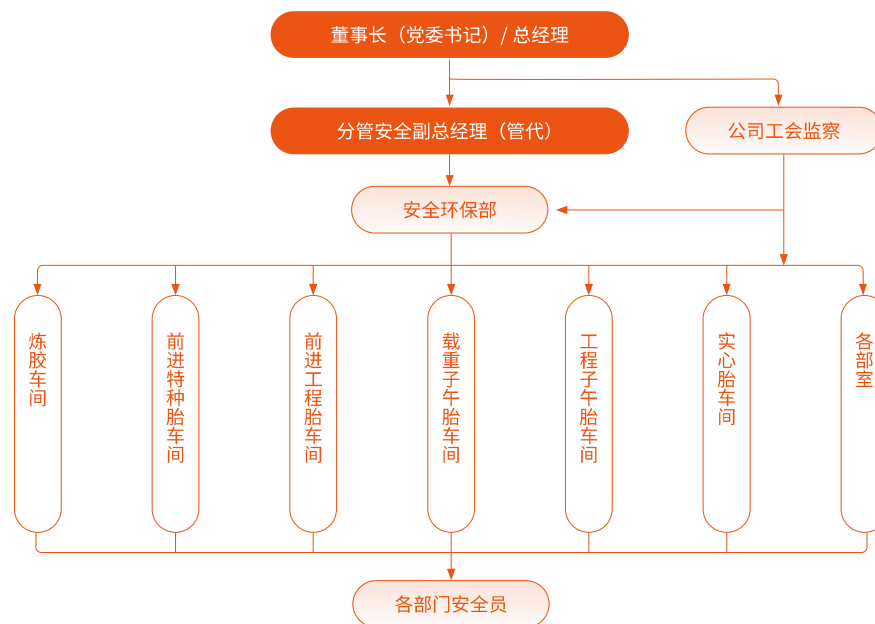 董事长（党委书记）/ 总经理
分管安全副总经理（管代）
公司工会监察
安全环保部
炼胶车间
前进特种胎车间
前进工程胎车间
载重子午胎车间
工程子午胎车间
实心胎车间
各部室
各部门安全员